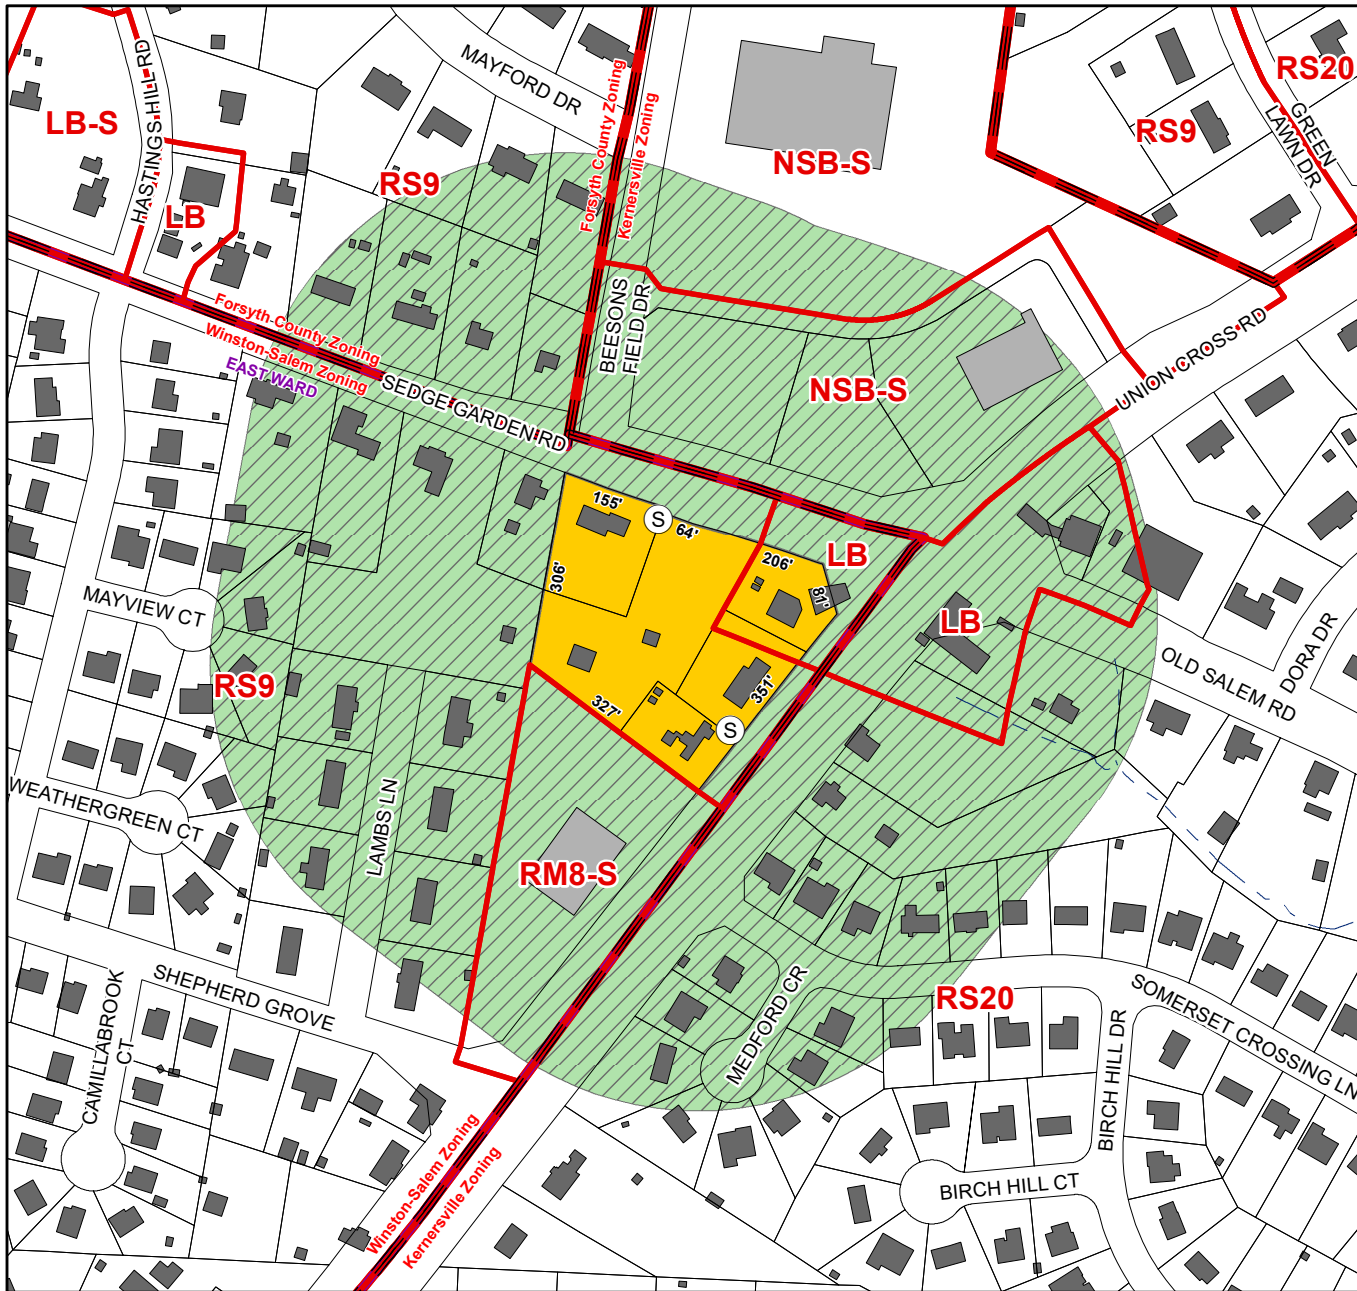 MAYFORD DR
HASTINGS HILL RD
LB-S
LB
RS9
Forsyth County Zoning
Kernersville Zoning
NSB-S
RS9
RS20
GREEN
LAWN DR
Forsyth County Zoning
Winston-Salem Zoning
EAST WARD
SEDGE GARDEN RD
BEESONS
FIELD DR
NSB-S
UNION CROSS RD
155'
S
64'
206'
81'
LB
306'
351'
327'
S
LB
MAYVIEW CT
RS9
OLD SALEM RD
DORA DR
WEATHERGREEN CT
LAMBS LN
RM8-S
SHEPHERD GROVE
CAMILLABROOK
CT
MEDFORD CR
RS20
SOMERSET CROSSING LN
BIRCH HILL DR
BIRCH HILL CT
Winston-Salem Zoning
Kernersville Zoning